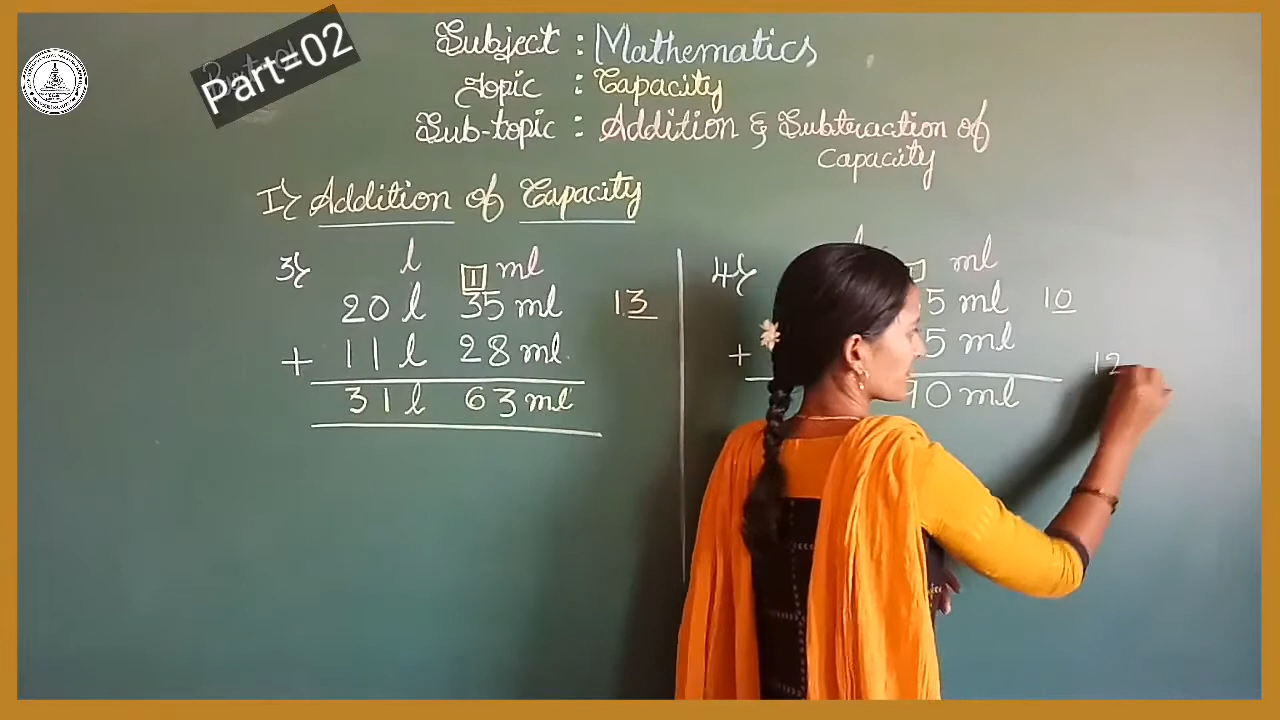 Part=02
Subject : Mathematics
Topic : Capacity
Sub-topic : Addition & Subtraction of
Capacity
I} Addition of Capacity
3} l 1 ml
20 l 35 ml 13
+ 11 l 28 ml
31 l 63 ml
4} l ml
5 ml 10
+ 5 ml 12
90 ml